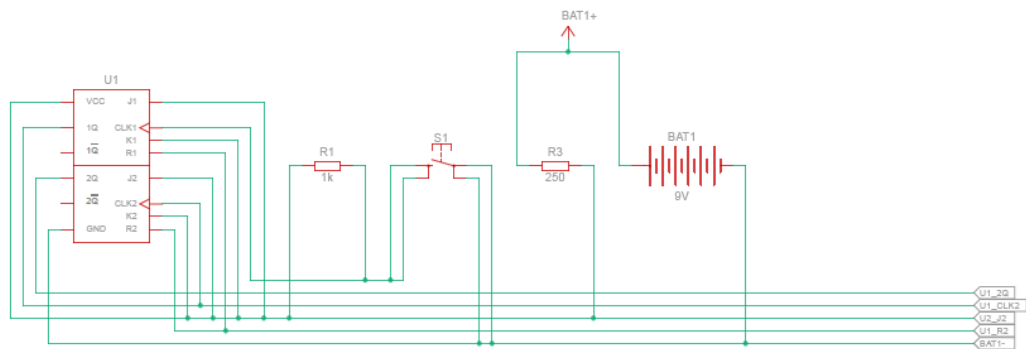 BAT1+
U1
VCC J1
1Q CLK1
K1
1Q R1
2Q J2
2Q CLK2
K2
GND R2
R1
1k
S1
R3
250
BAT1
9V
U1_2Q
U1_CLK2
U2_J2
U1_R2
BAT1-